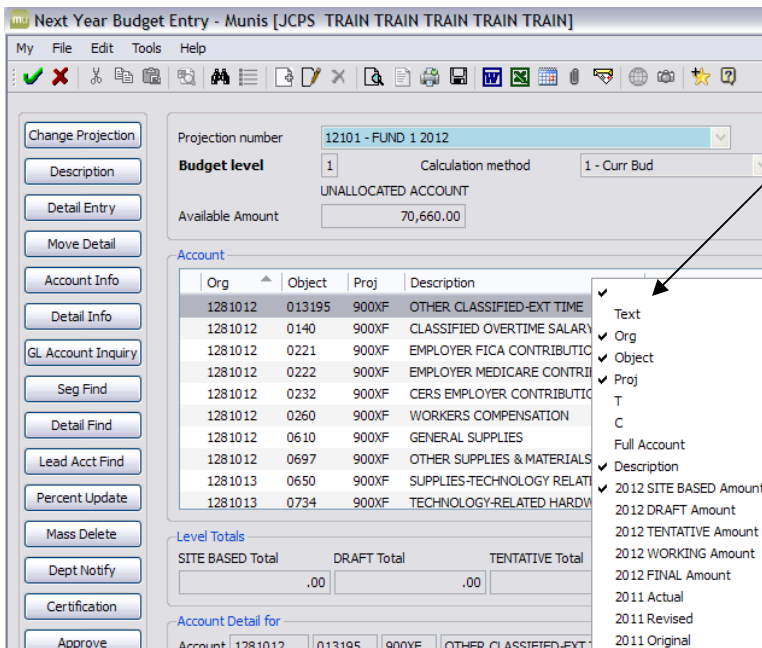 mu Next Year Budget Entry - Munis [JCPS TRAIN TRAIN TRAIN TRAIN TRAIN]
My File Edit Tools Help
Change Projection
Description
Detail Entry
Move Detail
Account Info
Detail Info
GL Account Inquiry
Seg Find
Detail Find
Lead Acct Find
Percent Update
Mass Delete
Dept Notify
Certification
Approve
Projection number 12101 - FUND 1 2012
Budget level 1 Calculation method 1 - Curr Bud
UNALLOCATED ACCOUNT
Available Amount 70,660.00
Account
Org Object Proj Description
1281012 013195 900XF OTHER CLASSIFIED-EXT TIME
1281012 0140 900XF CLASSIFIED OVERTIME SALARY
1281012 0221 900XF EMPLOYER FICA CONTRIBUTIO
1281012 0222 900XF EMPLOYER MEDICARE CONTRI
1281012 0232 900XF CERS EMPLOYER CONTRIBUTIO
1281012 0260 900XF WORKERS COMPENSATION
1281012 0610 900XF GENERAL SUPPLIES
1281012 0697 900XF OTHER SUPPLIES & MATERIALS
1281013 0650 900XF SUPPLIES-TECHNOLOGY RELAT
1281013 0734 900XF TECHNOLOGY-RELATED HARDW
Text
Org
Object
Proj
T
C
Full Account
Description
2012 SITE BASED Amount
2012 DRAFT Amount
2012 TENTATIVE Amount
2012 WORKING Amount
2012 FINAL Amount
2011 Actual
2011 Revised
2011 Original
Level Totals
SITE BASED Total DRAFT Total TENTATIVE Total
.00 .00
Account Detail for
Account 1281012 013195 900XF OTHER CLASSIFIED-EXT T